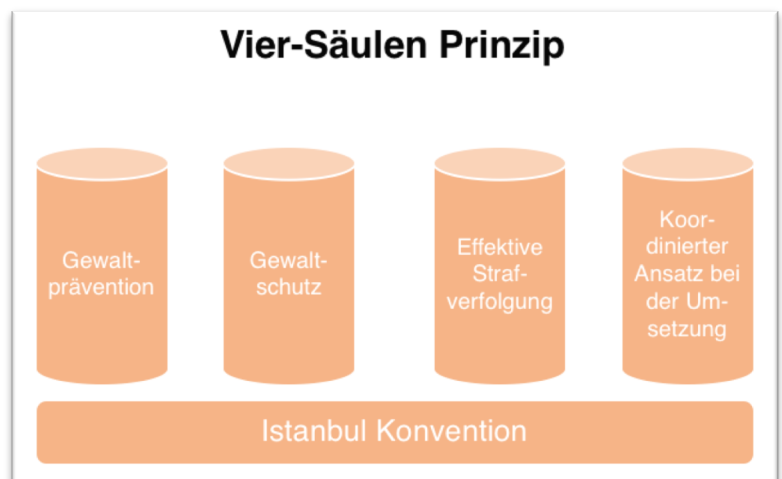 Vier-Säulen Prinzip
Gewalt-
prävention
Gewalt-
schutz
Effektive
Straf-
verfolgung
Koor-
dinierter
Ansatz bei
der Um-
setzung
Istanbul Konvention